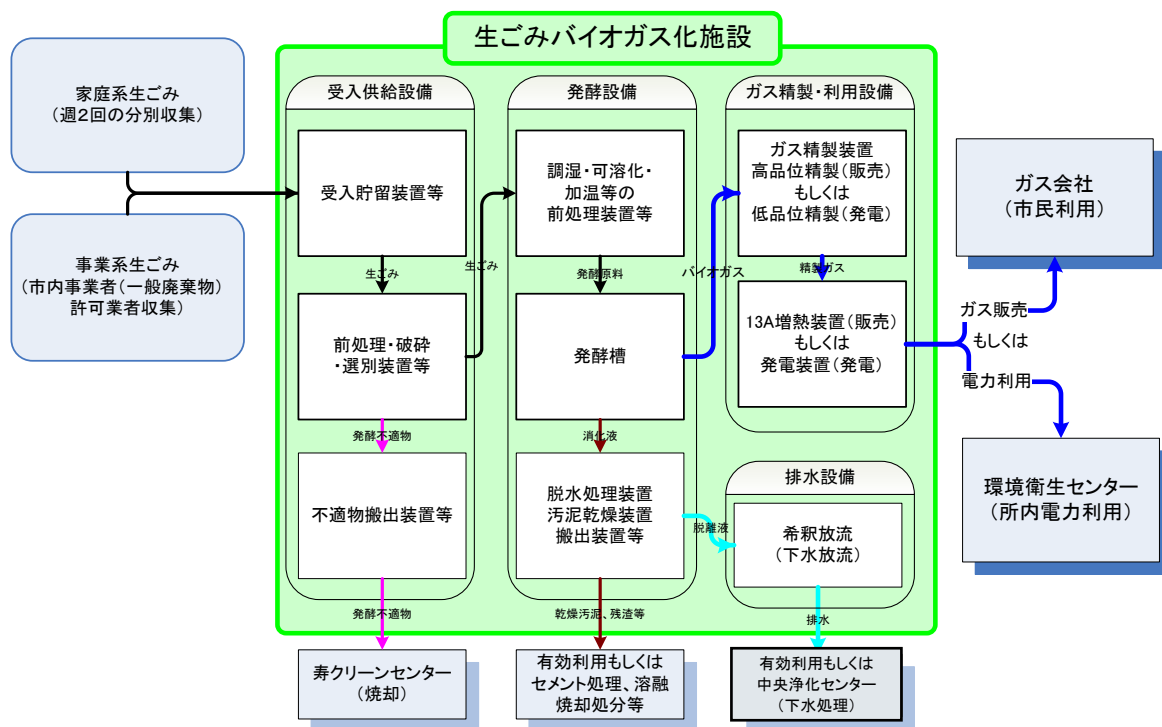 生ごみバイオガス化施設
家庭系生ごみ
(週2回の分別収集)
事業系生ごみ
(市内事業者(一般廃棄物)
許可業者収集)
受入供給設備
受入貯留装置等
生ごみ
前処理・破砕
・選別装置等
発酵不適物
不適物搬出装置等
発酵不適物
寿クリーンセンター
(焼却)
生ごみ
発酵設備
調湿・可溶化・
加温等の
前処理装置等
発酵原料
発酵槽
消化液
脱水処理装置
汚泥乾燥装置
搬出装置等
乾燥汚泥、残渣等
有効利用もしくは
セメント処理、溶融
焼却処分等
バイオガス
ガス精製・利用設備
ガス精製装置
高品位精製(販売)
もしくは
低品位精製(発電)
精製ガス
13A増熱装置(販売)
もしくは
発電装置(発電)
脱離液
排水設備
希釈放流
(下水放流)
排水
有効利用もしくは
中央浄化センター
(下水処理)
ガス会社
(市民利用)
ガス販売
もしくは
電力利用
環境衛生センター
(所内電力利用)